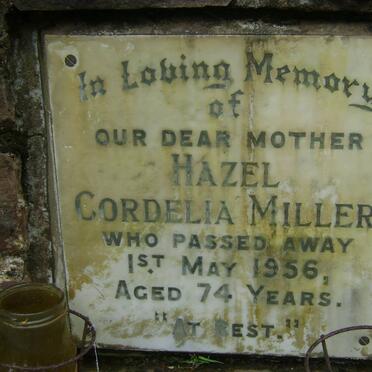 In Loving Memory
of
OUR DEAR MOTHER
HAZEL
CORDELIA MILLER
WHO PASSED AWAY
1ST. MAY 1956,
AGED 74 YEARS.
"AT REST."